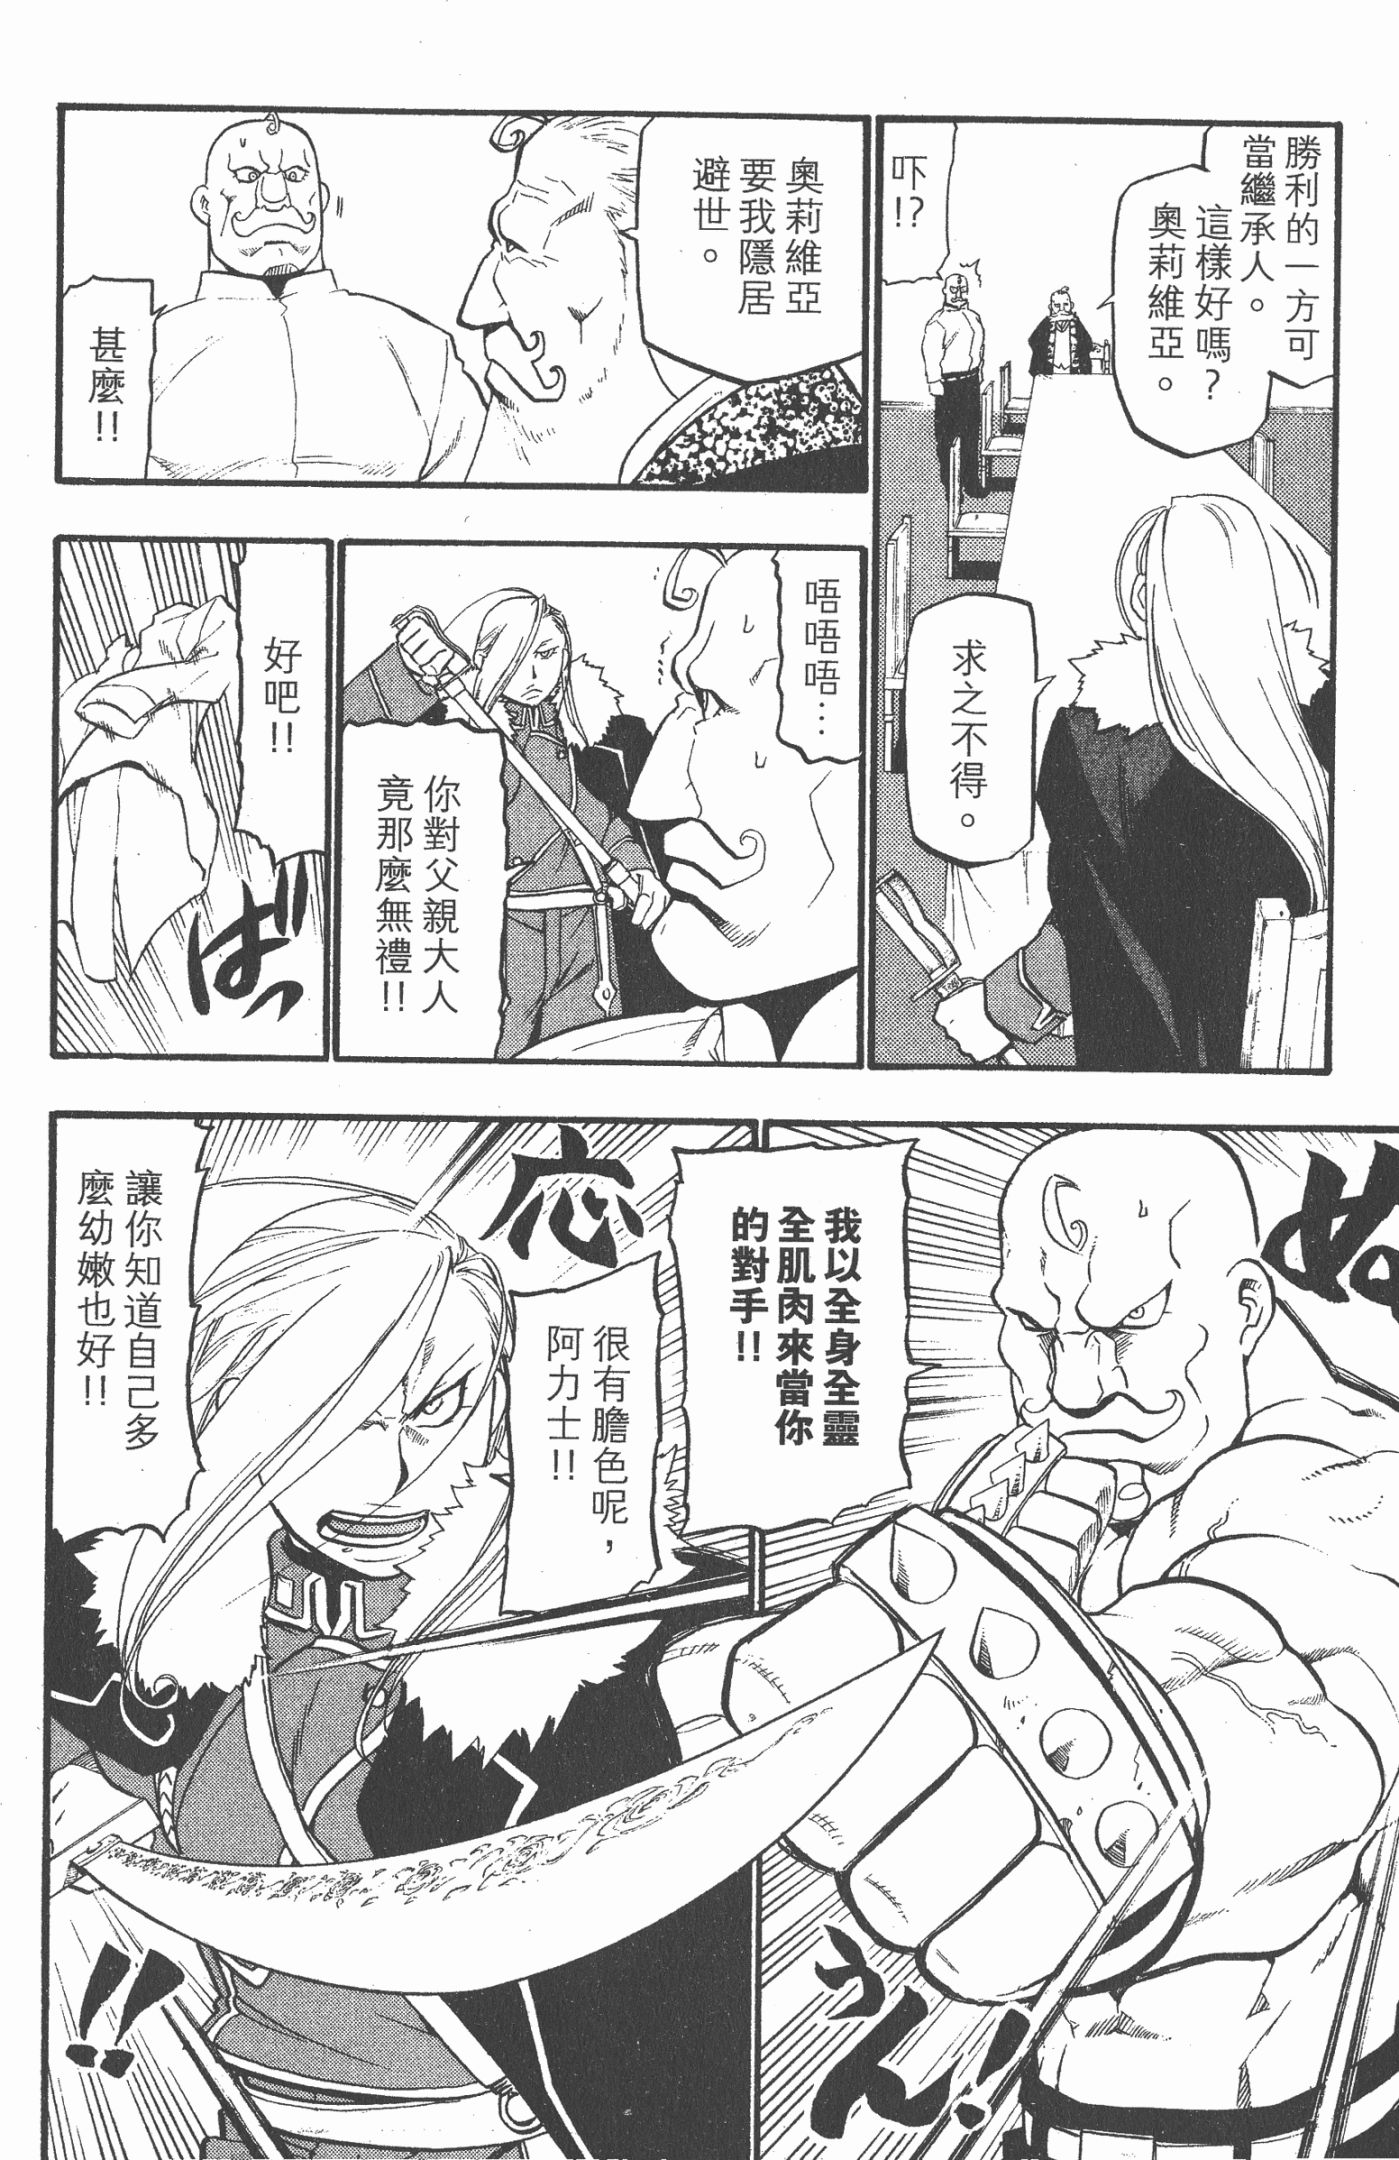 勝利的一方可
當繼承人。
這樣好嗎？
奧莉維亞。
吓!?
求之不得。
奧莉維亞
要我隱居
避世。
甚麼!!
唔唔唔…
你對父親大人
竟那麼無禮!!
好吧!!
ばっ
我以全身全靈
全肌肉來當你
的對手!!
ぬ
ん!
很有膽色呢，
阿力士!!
讓你知道自己多
麼幼嫩也好!!
!!